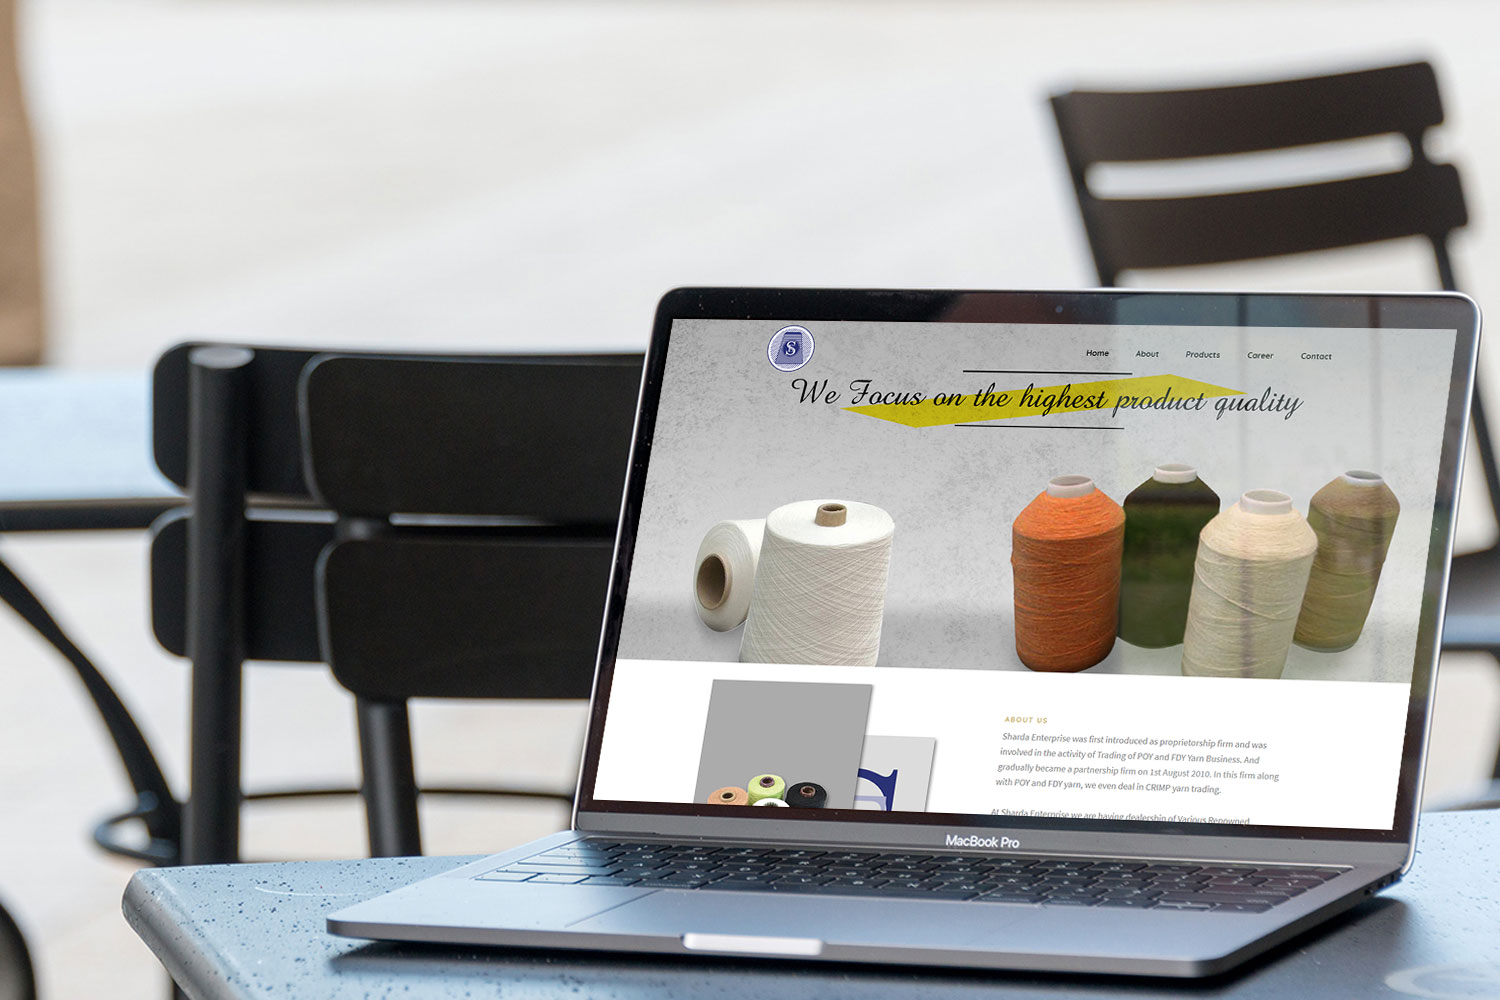 S
Home About Products Career Contact
We Focus on the highest product quality
ABOUT US
Sharda Enterprise was first introduced as proprietorship firm and was
involved in the activity of Trading of POY and FDY Yarn Business. And
gradually became a partnership firm on 1st August 2010. In this firm along
with POY and FDY yarn, we even deal in CRIMP yarn trading.
At Sharda Enterprise we are having dealership of Various Renowned
MacBook Pro